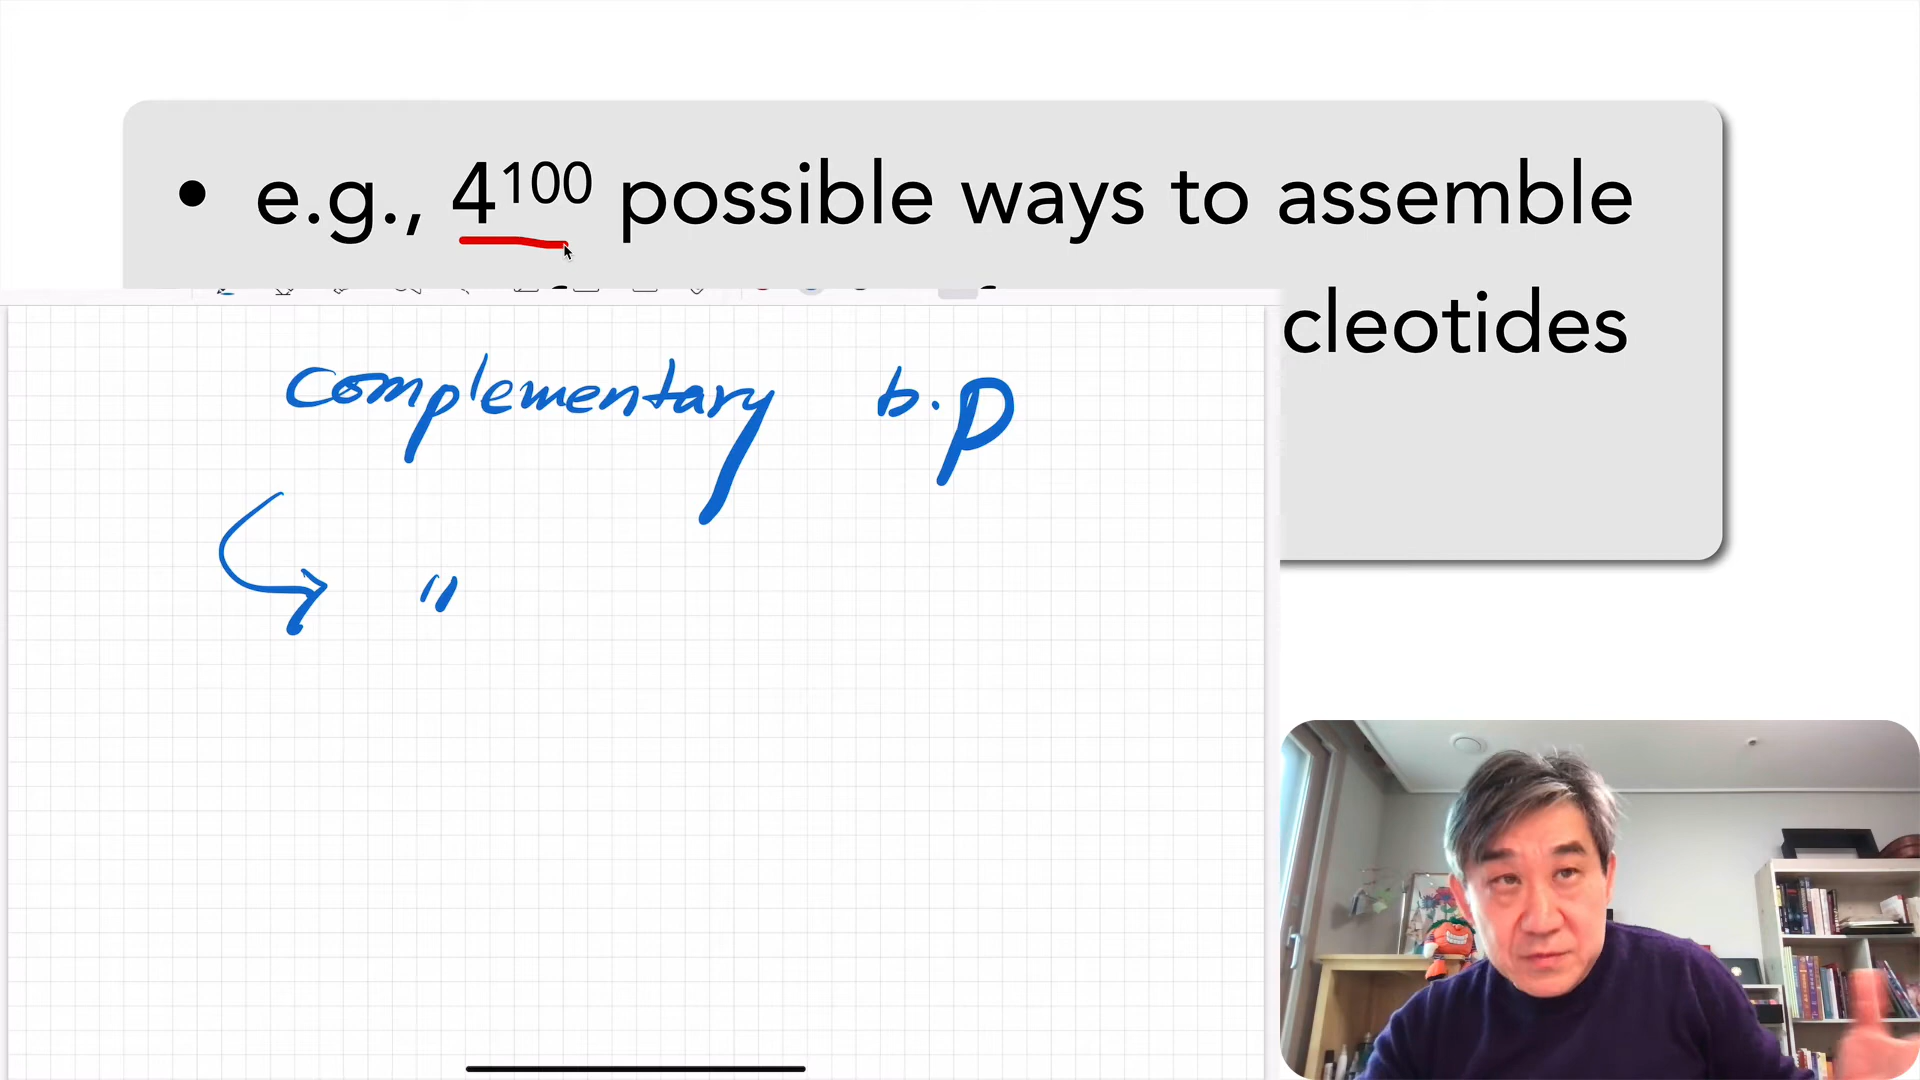 • e.g., 4¹⁰⁰ possible ways to assemble
cleotides
complementary b.p
"